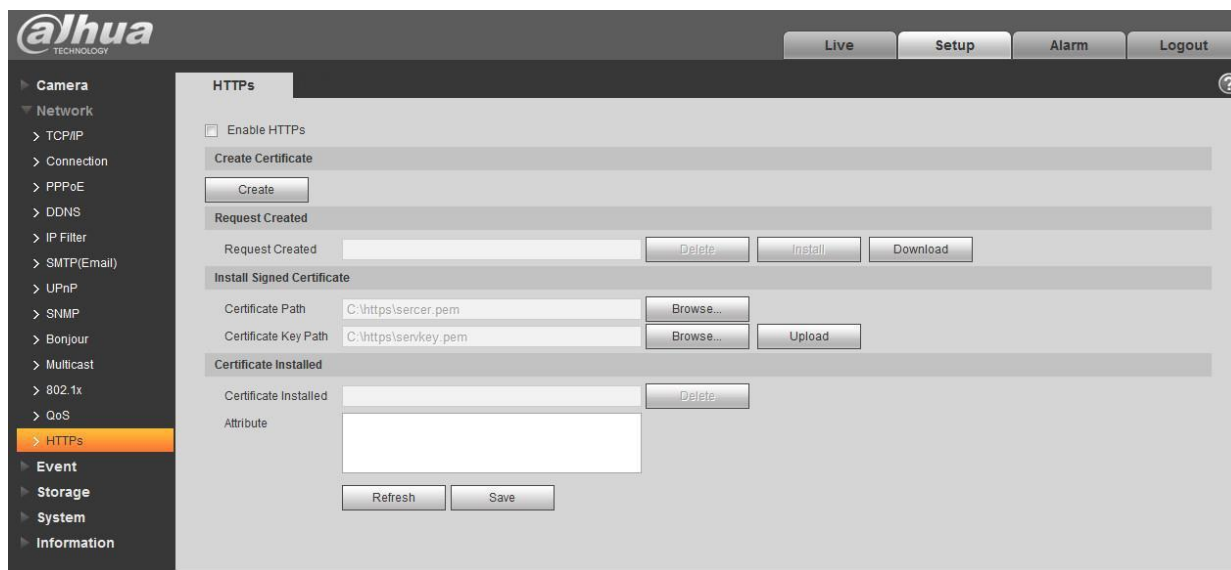 alhua
TECHNOLOGY
Live Setup Alarm Logout
Camera
Network
> TCP/IP
> Connection
> PPPoE
> DDNS
> IP Filter
> SMTP(Email)
> UPnP
> SNMP
> Bonjour
> Multicast
> 802.1x
> QoS
> HTTPs
Event
Storage
System
Information
HTTPs
?
Enable HTTPs
Create Certificate
Create
Request Created
Request Created Delete Install Download
Install Signed Certificate
Certificate Path C:\https\sercer.pem Browse...
Certificate Key Path C:\https\servkey.pem Browse... Upload
Certificate Installed
Certificate Installed Delete
Attribute
Refresh Save